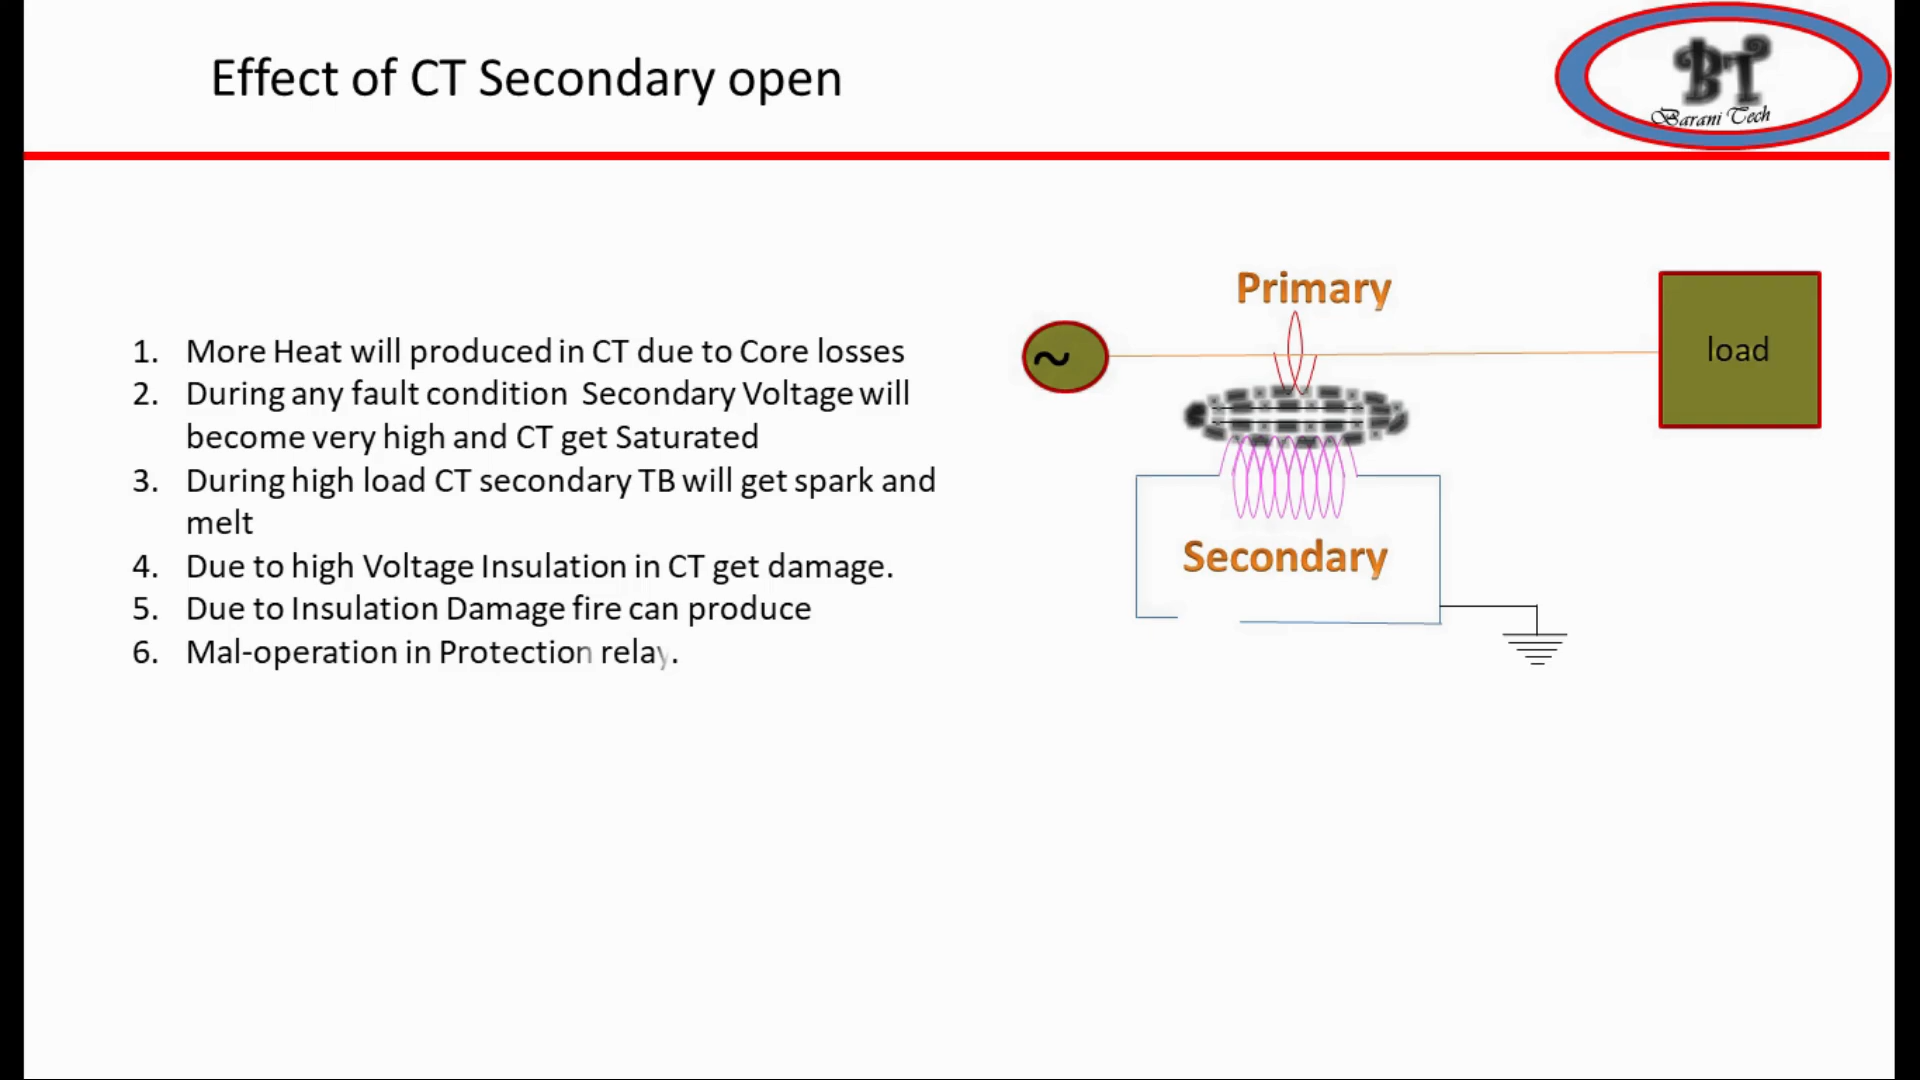 Effect of CT Secondary open
BT
Barani Tech
1. More Heat will produced in CT due to Core losses
2. During any fault condition Secondary Voltage will
become very high and CT get Saturated
3. During high load CT secondary TB will get spark and
melt
4. Due to high Voltage Insulation in CT get damage.
5. Due to Insulation Damage fire can produce
6. Mal-operation in Protection relay.
Primary
~
load
Secondary